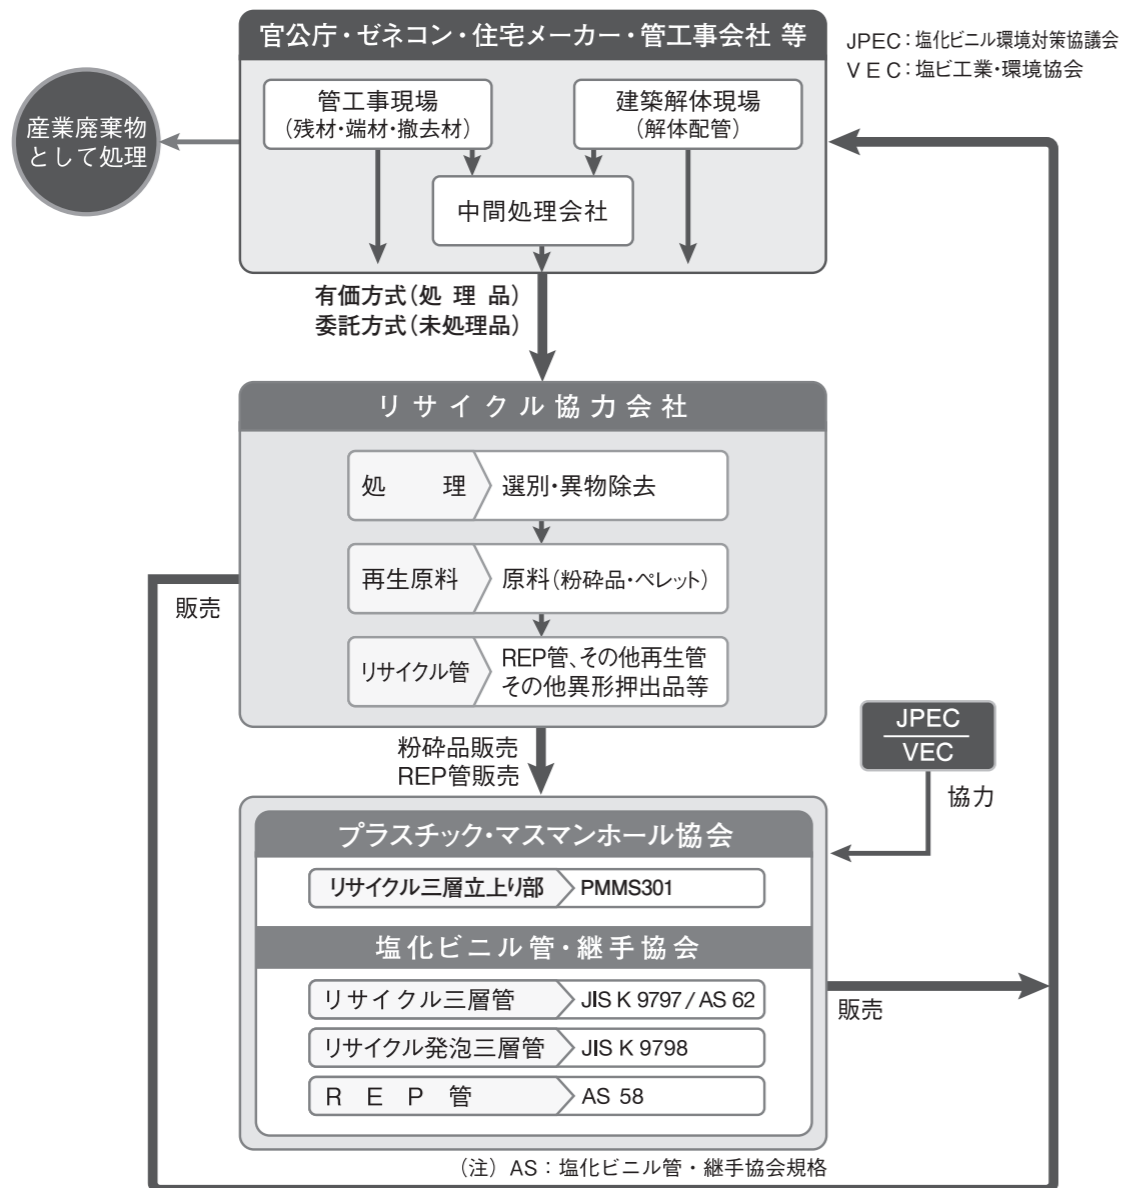 官公庁・ゼネコン・住宅メーカー・管工事会社 等
JPEC：塩化ビニル環境対策協議会
VEC：塩ビ工業・環境協会
産業廃棄物
として処理
管工事現場
（残材・端材・撤去材）
建築解体現場
（解体配管）
中間処理会社
有価方式（処理品）
委託方式（未処理品）
リサイクル協力会社
処理 選別・異物除去
再生原料 原料（粉砕品・ペレット）
リサイクル管 REP管、その他再生管
その他異形押出品等
販売
粉砕品販売
REP管販売
JPEC
VEC
協力
プラスチック・マスマンホール協会
リサイクル三層立上り部 PMMS301
塩化ビニル管・継手協会
リサイクル三層管 JIS K 9797 / AS 62
リサイクル発泡三層管 JIS K 9798
REP管 AS 58
販売
（注）AS：塩化ビニル管・継手協会規格